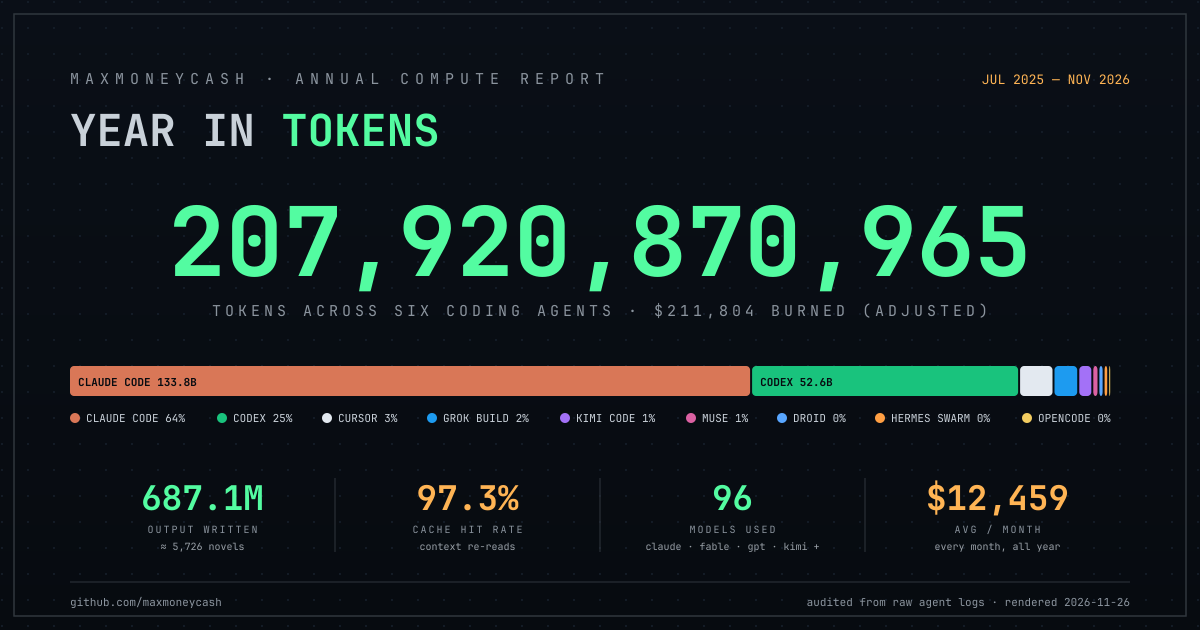 MAXMONEYCASH · ANNUAL COMPUTE REPORT
JUL 2025 — NOV 2026
YEAR IN TOKENS
207,920,870,965
TOKENS ACROSS SIX CODING AGENTS · $211,804 BURNED (ADJUSTED)
CLAUDE CODE 133.8B CODEX 52.6B
CLAUDE CODE 64% CODEX 25% CURSOR 3% GROK BUILD 2% KIMI CODE 1% MUSE 1% DROID 0% HERMES SWARM 0% OPENCODE 0%
687.1M 97.3% 96 $12,459
OUTPUT WRITTEN CACHE HIT RATE MODELS USED AVG / MONTH
≈ 5,726 novels context re-reads claude · fable · gpt · kimi + every month, all year
github.com/maxmoneycash audited from raw agent logs · rendered 2026-11-26